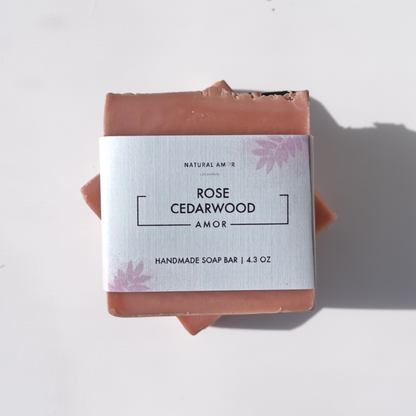 NATURAL AMOR
ROSE
CEDARWOOD
AMOR
HANDMADE SOAP BAR | 4.3 OZ